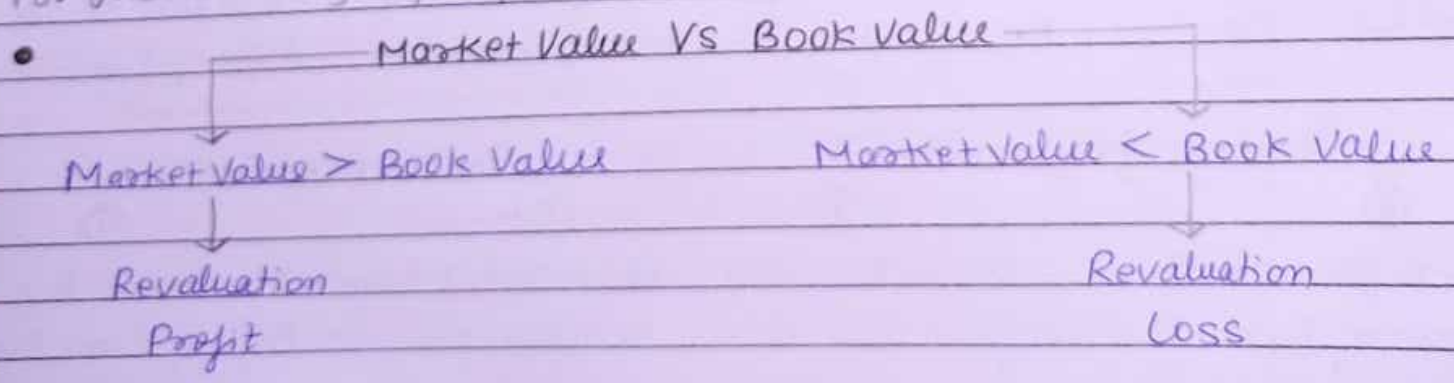 • Market Value VS Book Value
Market Value > Book Value
Market Value < Book Value
Revaluation
Profit
Revaluation
Loss